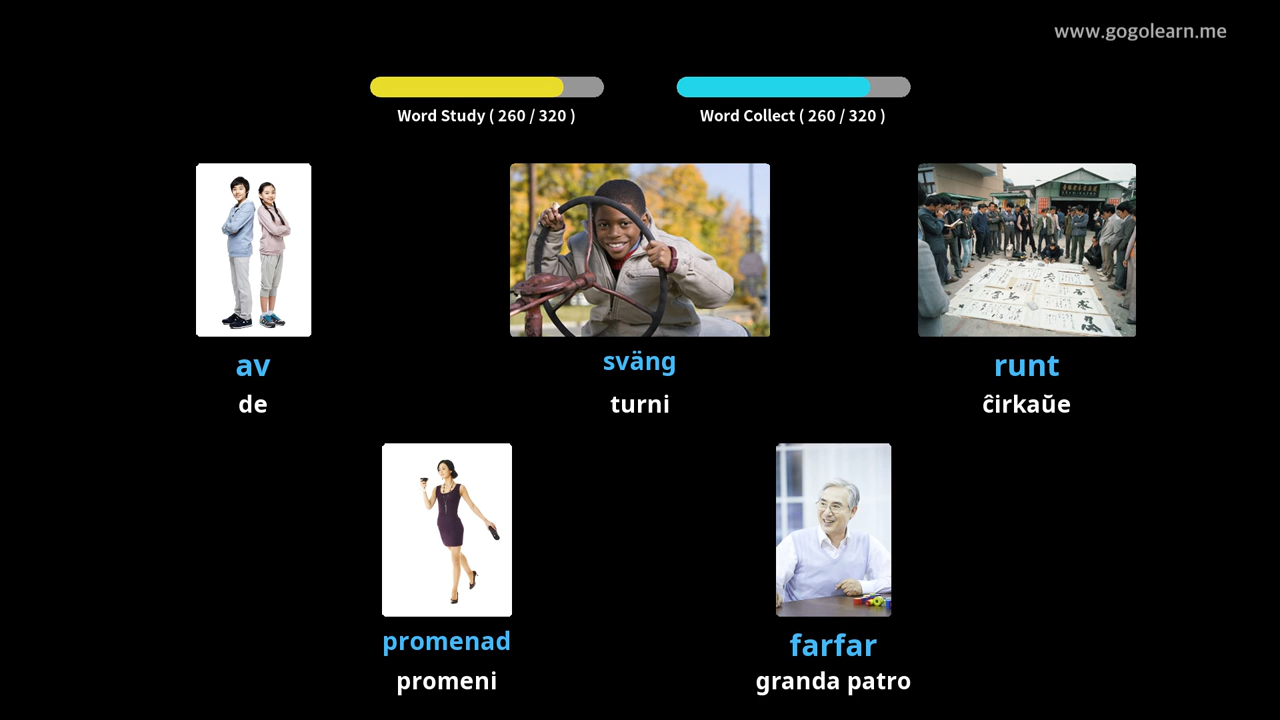 www.gogolearn.me
Word Study ( 260 / 320 )
Word Collect ( 260 / 320 )
av
de
sväng
turni
runt
ĉirkaŭe
promenad
promeni
farfar
granda patro